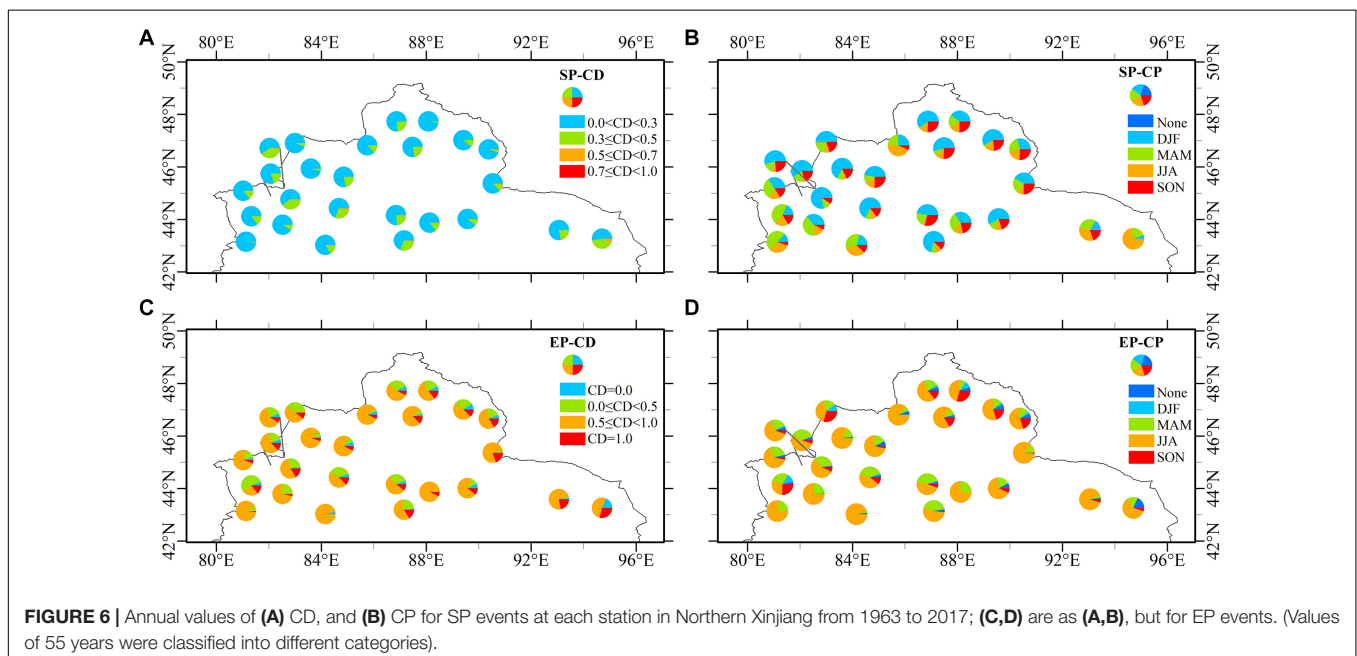 A
80°E 84°E 88°E 92°E 96°E
50°N
48°N
46°N
44°N
42°N
SP-CD
0.0<CD<0.3
0.3≤CD<0.5
0.5≤CD<0.7
0.7≤CD<1.0
B
80°E 84°E 88°E 92°E 96°E
50°N
48°N
46°N
44°N
42°N
SP-CP
None
DJF
MAM
JJA
SON
C
50°N
48°N
46°N
44°N
42°N
EP-CD
CD=0.0
0.0≤CD<0.5
0.5≤CD<1.0
CD=1.0
80°E 84°E 88°E 92°E 96°E
D
50°N
48°N
46°N
44°N
42°N
EP-CP
None
DJF
MAM
JJA
SON
80°E 84°E 88°E 92°E 96°E
FIGURE 6 | Annual values of (A) CD, and (B) CP for SP events at each station in Northern Xinjiang from 1963 to 2017; (C,D) are as (A,B), but for EP events. (Values
of 55 years were classified into different categories).